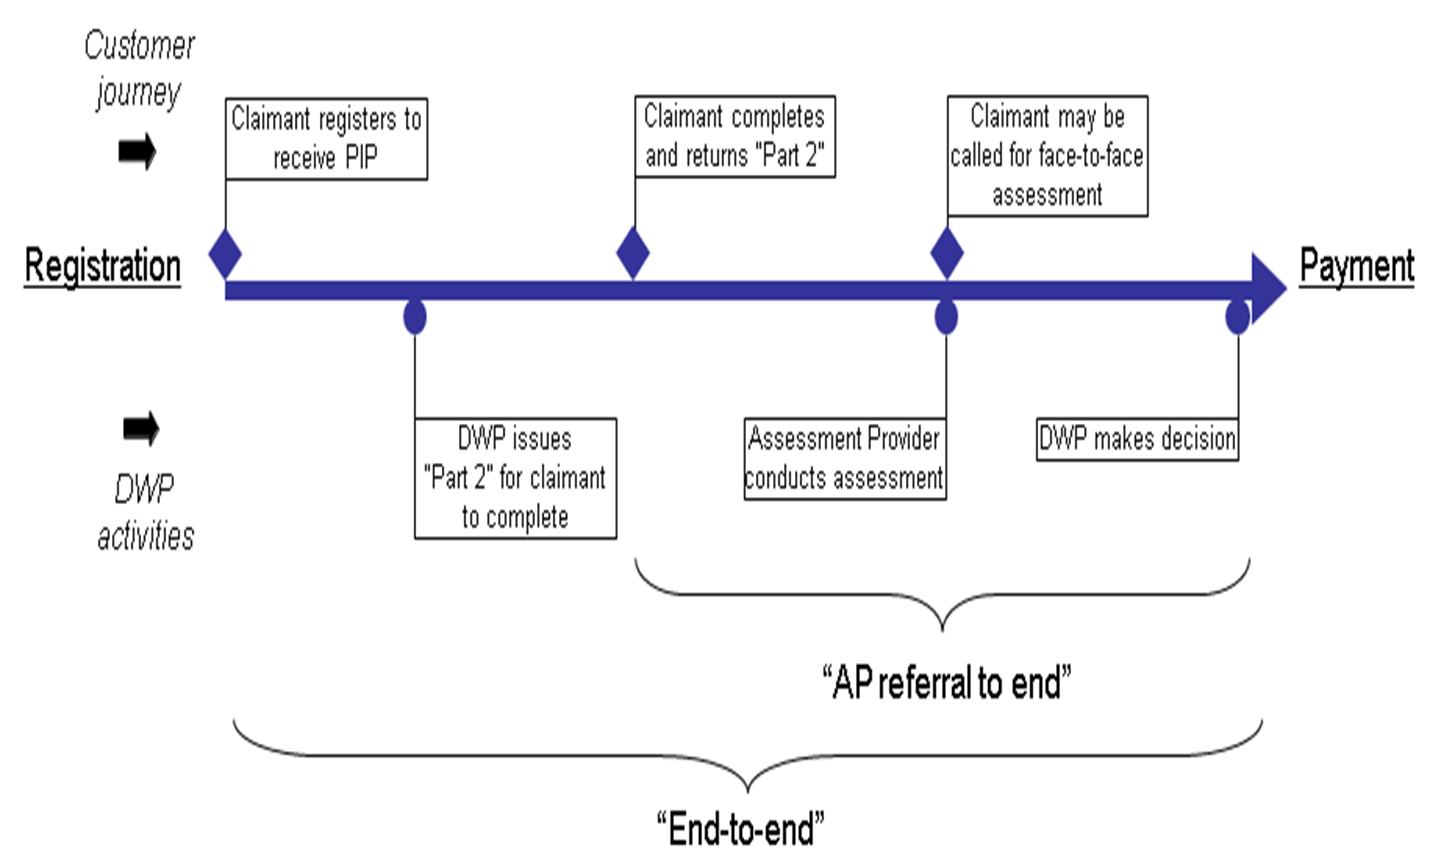 Customer
journey
Claimant registers to
receive PIP
Claimant completes
and returns "Part 2"
Claimant may be
called for face-to-face
assessment
Registration
Payment
DWP
activities
DWP issues
"Part 2" for claimant
to complete
Assessment Provider
conducts assessment
DWP makes decision
“AP referral to end”
“End-to-end”